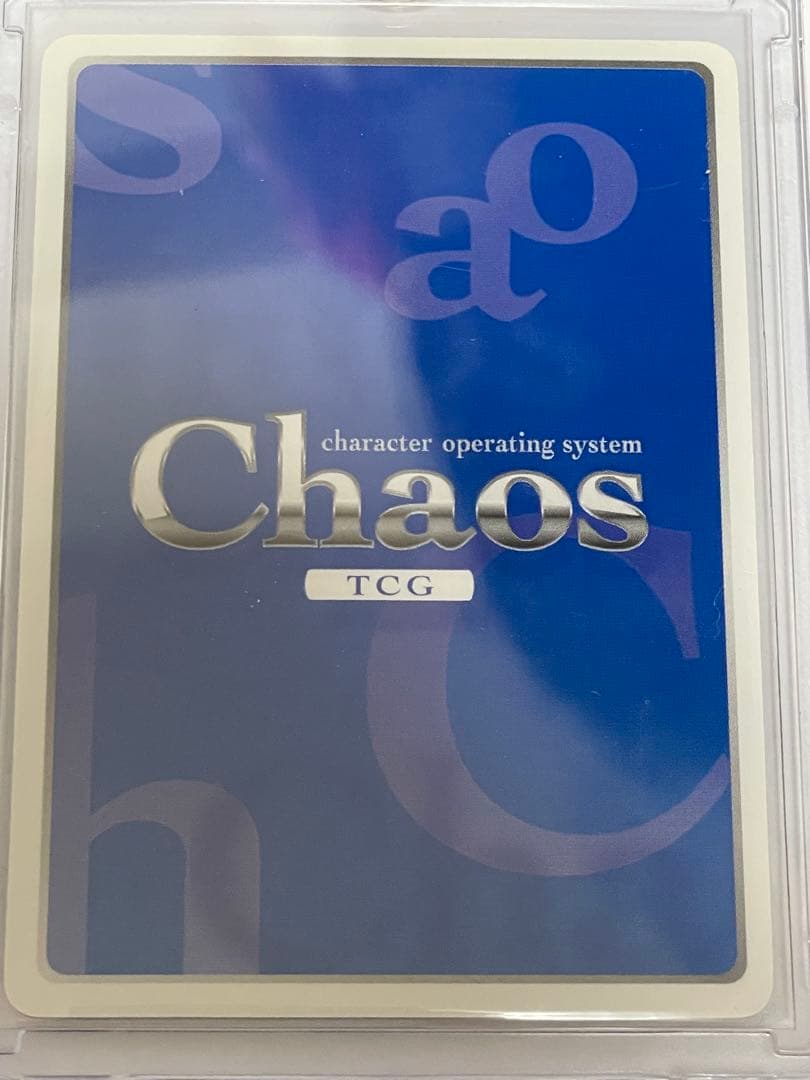 s
a o
character operating system
Chaos
TCG
h
C